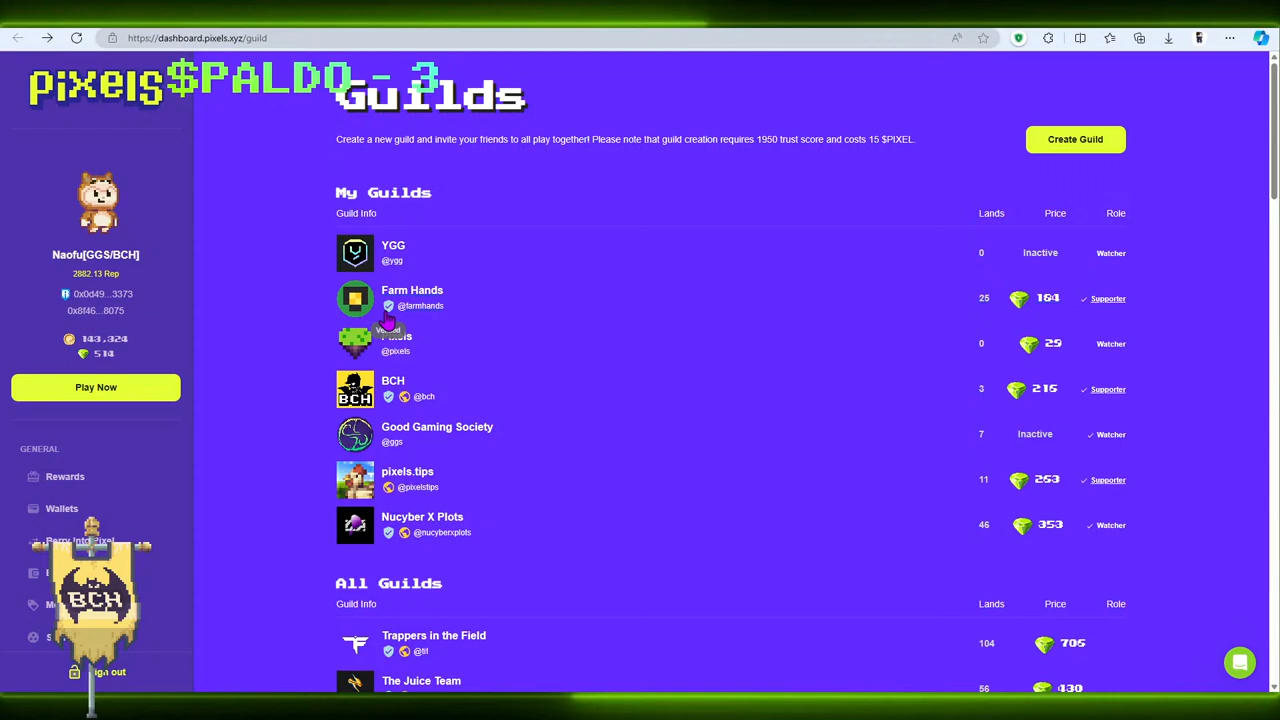 https://dashboard.pixels.xyz/guild
pixels
$PALDO - 3
Guilds
Create a new guild and invite your friends to all play together! Please note that guild creation requires 1950 trust score and costs 15 $PIXEL.
Create Guild
My Guilds
Guild Info Lands Price Role
YGG
@ygg
0 Inactive Watcher
Farm Hands
@farmhands
25 164 Supporter
Pixels
@pixels
0 29 Watcher
BCH
BCH
@bch
3 215 Supporter
Good Gaming Society
@ggs
7 Inactive Watcher
pixels.tips
@pixelstips
11 253 Supporter
Nucyber X Plots
@nucyberxplots
46 353 Watcher
All Guilds
Guild Info Lands Price Role
Trappers in the Field
@tif
104 705
The Juice Team
56 430
Naofu[GGS/BCH]
2882.13 Rep
0x0d49...3373
0x8f46...8075
143,324
514
Play Now
GENERAL
Rewards
Wallets
BCH